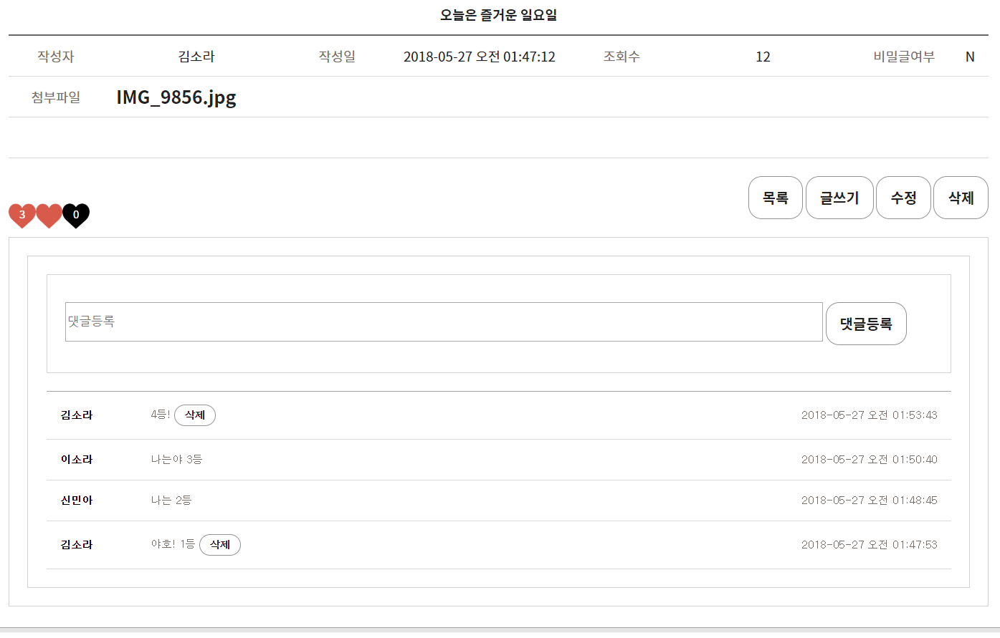 오늘은 즐거운 일요일
작성자 김소라 작성일 2018-05-27 오전 01:47:12 조회수 12 비밀글여부 N
첨부파일 IMG_9856.jpg
목록 글쓰기 수정 삭제
3 0
댓글등록 댓글등록
김소라 4등! 삭제 2018-05-27 오전 01:53:43
이소라 나는야 3등 2018-05-27 오전 01:50:40
신민아 나는 2등 2018-05-27 오전 01:48:45
김소라 야호! 1등 삭제 2018-05-27 오전 01:47:53